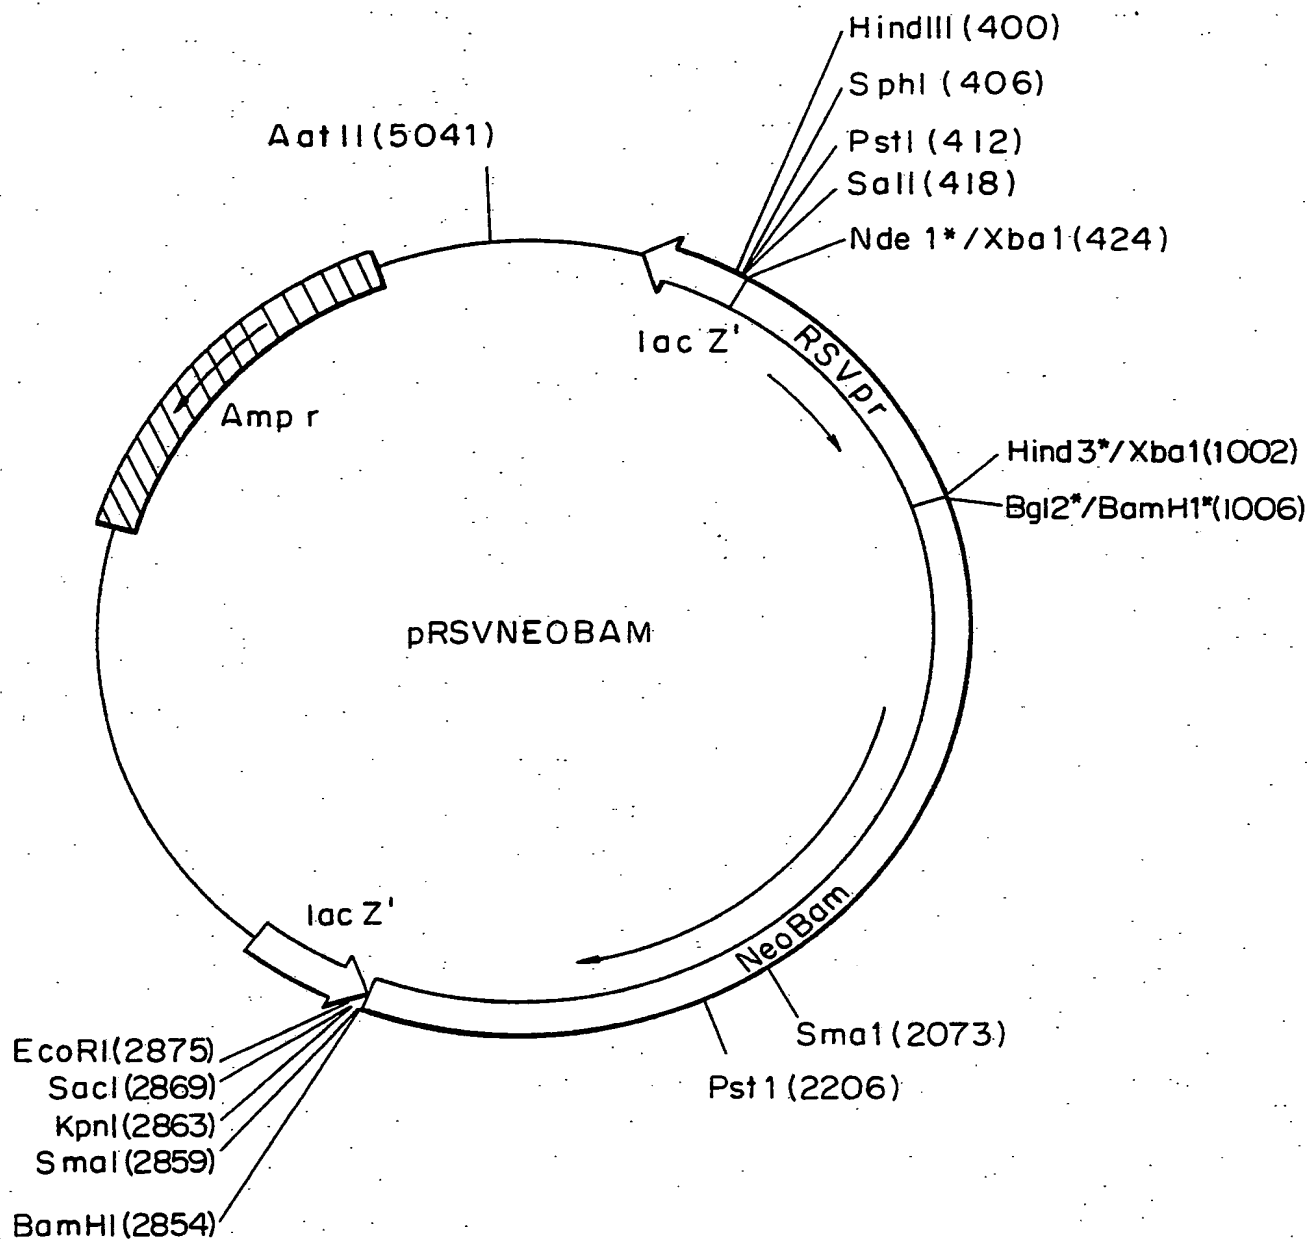 HindIII (400)
SphI (406)
AatII (5041)
PstI (412)
SalI (418)
Nde 1*/Xba1 (424)
lac Z'
RSVpr
Amp r
Hind3*/Xba1(1002)
Bgl2*/BamH1*(1006)
pRSVNEOBAM
lac Z'
NeoBam
Sma1 (2073)
Pst1 (2206)
EcoRI(2875)
SacI(2869)
KpnI(2863)
SmaI(2859)
BamHI(2854)